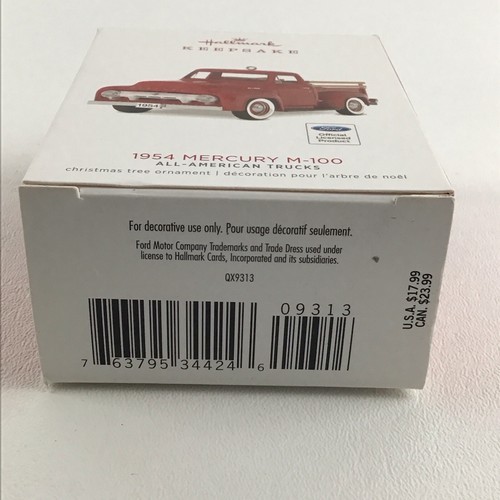 Hallmark
KEEPSAKE
1954
Ford
Official
Licensed
Product
1954 MERCURY M-100
ALL-AMERICAN TRUCKS
christmas tree ornament | décoration pour l'arbre de noël
For decorative use only. Pour usage décoratif seulement.
Ford Motor Company Trademarks and Trade Dress used under
license to Hallmark Cards, Incorporated and its subsidiaries.
QX9313
U.S.A. $17.99
CAN. $23.99
09313
7 63795 34424 6